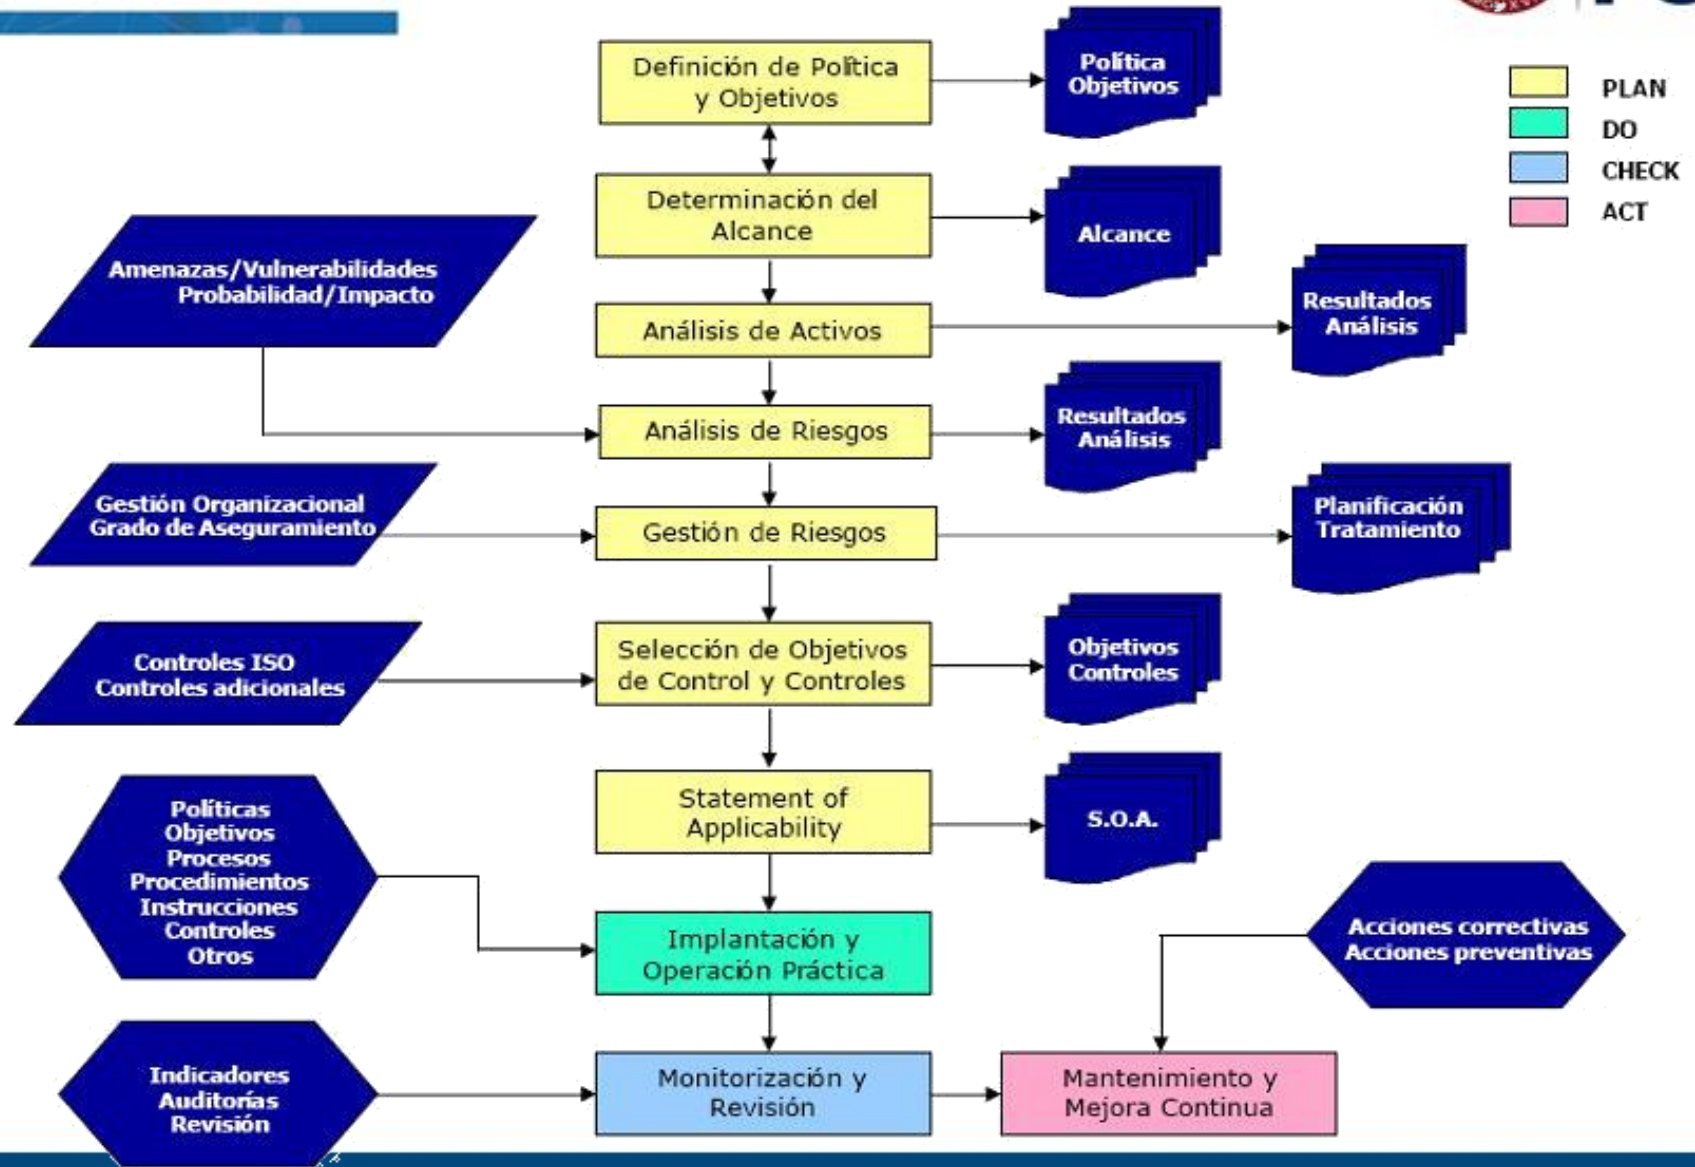 Definición de Política
y Objetivos
Política
Objetivos
PLAN
DO
CHECK
ACT
Determinación del
Alcance
Alcance
Amenazas/Vulnerabilidades
Probabilidad/Impacto
Análisis de Activos
Resultados
Análisis
Análisis de Riesgos
Resultados
Análisis
Gestión Organizacional
Grado de Aseguramiento
Gestión de Riesgos
Planificación
Tratamiento
Controles ISO
Controles adicionales
Selección de Objetivos
de Control y Controles
Objetivos
Controles
Statement of
Applicability
S.O.A.
Políticas
Objetivos
Procesos
Procedimientos
Instrucciones
Controles
Otros
Implantación y
Operación Práctica
Acciones correctivas
Acciones preventivas
Indicadores
Auditorías
Revisión
Monitorización y
Revisión
Mantenimiento y
Mejora Continua